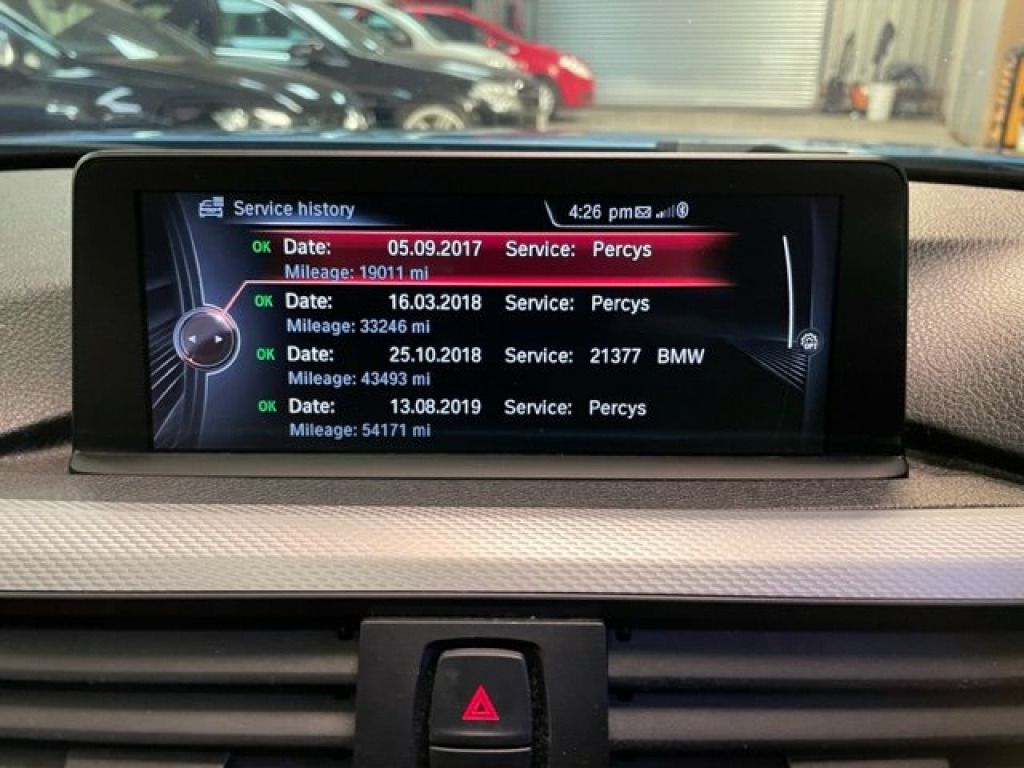 Service history 4:26 pm
OK Date: 05.09.2017 Service: Percys
Mileage: 19011 mi
OK Date: 16.03.2018 Service: Percys
Mileage: 33246 mi
OK Date: 25.10.2018 Service: 21377 BMW
Mileage: 43493 mi
OK Date: 13.08.2019 Service: Percys
Mileage: 54171 mi
OPT